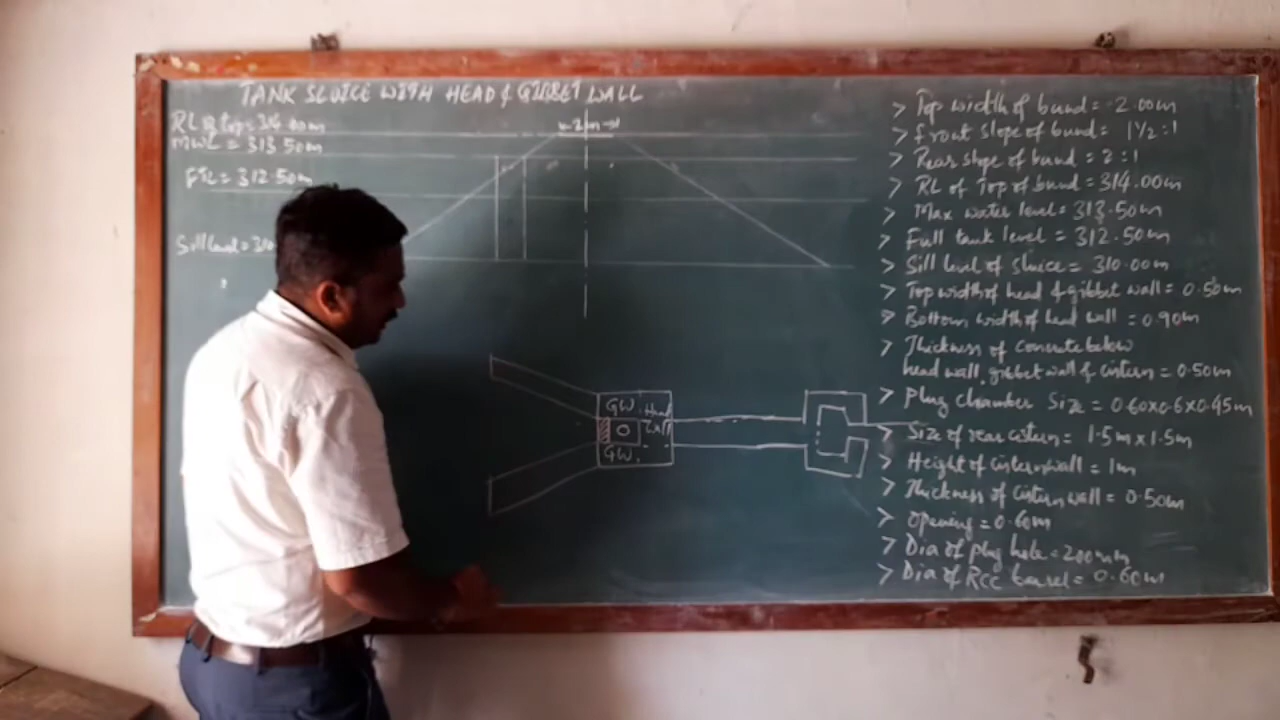 TANK SLUICE WITH HEAD & GIBBET WALL
RL @ top = 314.00m
MWL = 313.50m
FTL = 312.50m
Sill level = 310
2m
G.W. Head
Wall
G.W.
> Top width of bund = 2.00m
> Front slope of bund = 1½:1
> Rear slope of bund = 2:1
> RL of Top of bund = 314.00m
> Max water level = 313.50m
> Full tank level = 312.50m
> Sill level of sluice = 310.00m
> Top width of head & gibbet wall = 0.50m
> Bottom width of head wall = 0.90m
> Thickness of concrete below
head wall, gibbet wall & cistern = 0.50m
> Plug chamber Size = 0.60x0.6x0.45m
> Size of rear cistern = 1.5m x 1.5m
> Height of cistern wall = 1m
> Thickness of cistern wall = 0.50m
> Opening = 0.60m
> Dia of plug hole = 200mm
> Dia of RCC barrel = 0.60m